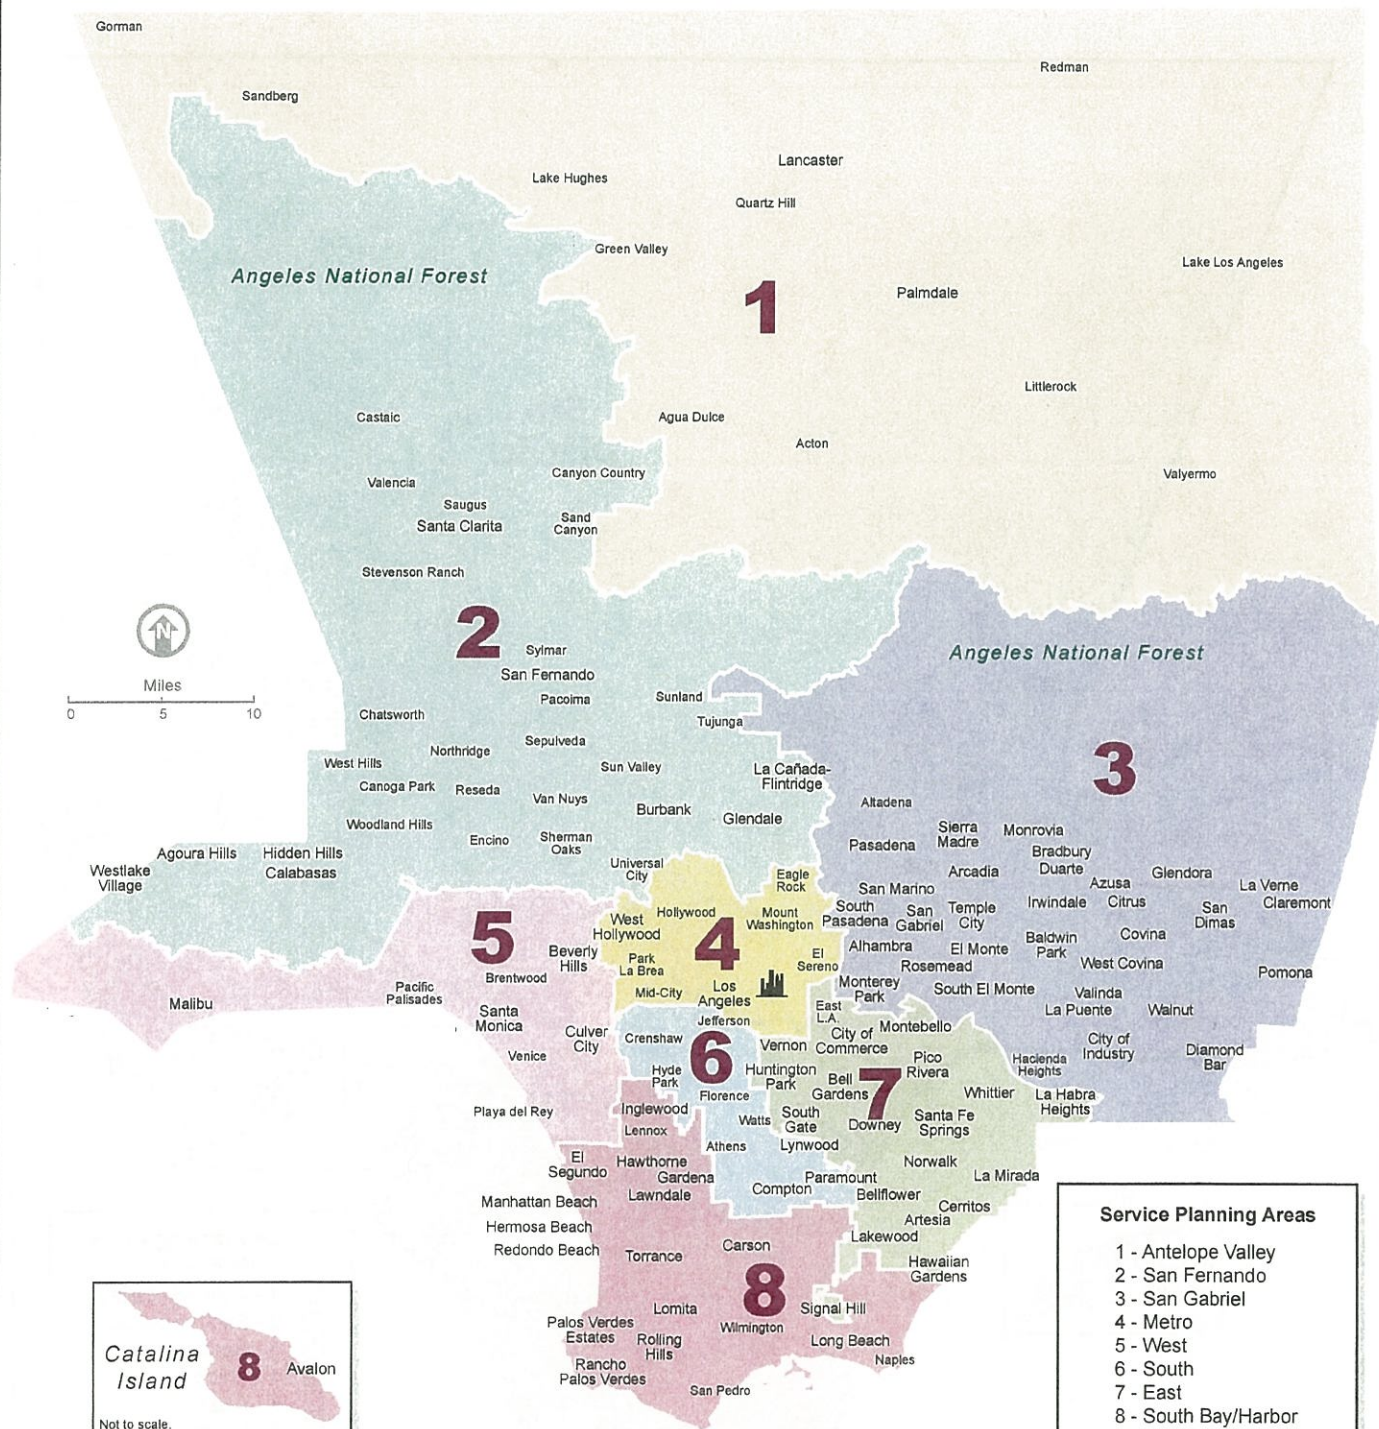 Gorman
Redman
Sandberg
Lancaster
Lake Hughes
Quartz Hill
Green Valley
Lake Los Angeles
Angeles National Forest
Palmdale
1
Littlerock
Castaic
Agua Dulce
Acton
Canyon Country
Valyermo
Valencia
Saugus
Santa Clarita
Sand
Canyon
Stevenson Ranch
N
2
Sylmar
Angeles National Forest
San Fernando
Miles
Pacoima
Sunland
0 5 10
Chatsworth
Tujunga
Northridge
Sepulveda
West Hills
Sun Valley
La Cañada-
Flintridge
3
Canoga Park
Reseda
Van Nuys
Burbank
Glendale
Altadena
Woodland Hills
Encino
Sherman
Oaks
Pasadena
Sierra
Madre
Monrovia
Bradbury
Duarte
Agoura Hills
Hidden Hills
Calabasas
Westlake
Village
Universal
City
Eagle
Rock
Arcadia
Azusa
Glendora
La Verne
Claremont
San Marino
Irwindale
Citrus
San
Dimas
5
West
Hollywood
Hollywood
4
Mount
Washington
South
Pasadena
San
Gabriel
Temple
City
Covina
Beverly
Hills
Park
La Brea
El
Sereno
Alhambra
El Monte
Baldwin
Park
Rosemead
West Covina
Pomona
Brentwood
Mid-City
Los
Angeles
Monterey
Park
South El Monte
Valinda
La Puente
Walnut
Malibu
Pacific
Palisades
Santa
Monica
Jefferson
East
L.A.
City of
Commerce
Montebello
Culver
City
Crenshaw
6
Vernon
City of
Industry
Diamond
Bar
Venice
Hyde
Park
Huntington
Park
Pico
Rivera
Hacienda
Heights
Florence
Bell
Gardens
7
Whittier
La Habra
Heights
Playa del Rey
Inglewood
Watts
South
Gate
Downey
Santa Fe
Springs
Lennox
Athens
Lynwood
El
Segundo
Hawthorne
Gardena
Lawndale
Norwalk
La Mirada
Compton
Paramount
Bellflower
Manhattan Beach
Cerritos
Artesia
Hermosa Beach
Lakewood
Redondo Beach
Torrance
Carson
Hawaiian
Gardens
8
Lomita
Signal Hill
Palos Verdes
Estates
Rolling
Hills
Wilmington
Long Beach
Naples
Rancho
Palos Verdes
San Pedro
Catalina
Island
8
Avalon
Not to scale.
Service Planning Areas
1 - Antelope Valley
2 - San Fernando
3 - San Gabriel
4 - Metro
5 - West
6 - South
7 - East
8 - South Bay/Harbor